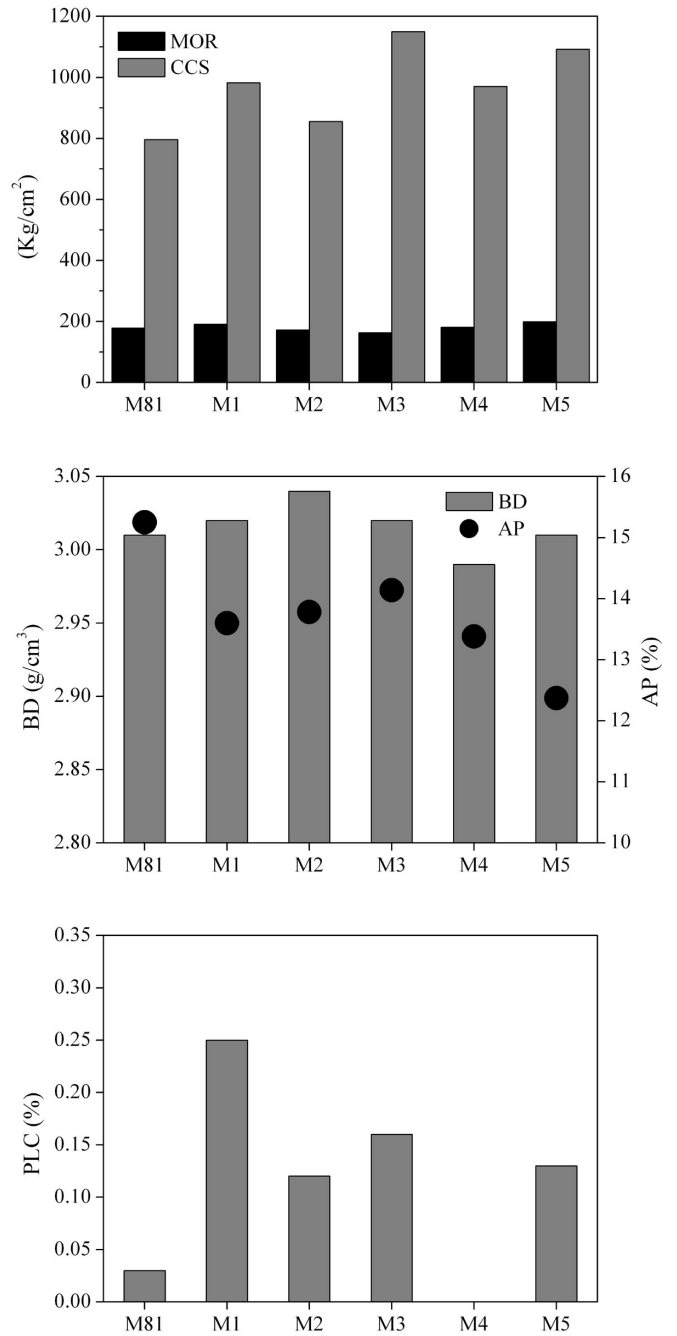 1200
MOR
CCS
1000
800
(Kg/cm²)
600
400
200
0
M81 M1 M2 M3 M4 M5
3.05 16
BD
AP
3.00 15
14
2.95
BD (g/cm³) AP (%)
13
2.90
12
2.85 11
2.80 10
M81 M1 M2 M3 M4 M5
0.35
0.30
0.25
0.20
PLC (%)
0.15
0.10
0.05
0.00
M81 M1 M2 M3 M4 M5